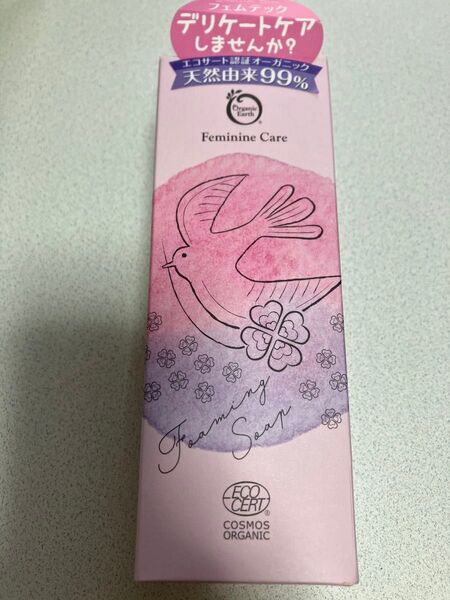 フェムテック
デリケートケア
しませんか?
エコサート認証オーガニック
天然由来99%
Organic
Earth
®
Feminine Care
Foaming
Soap
ECO
CERT
®
COSMOS
ORGANIC